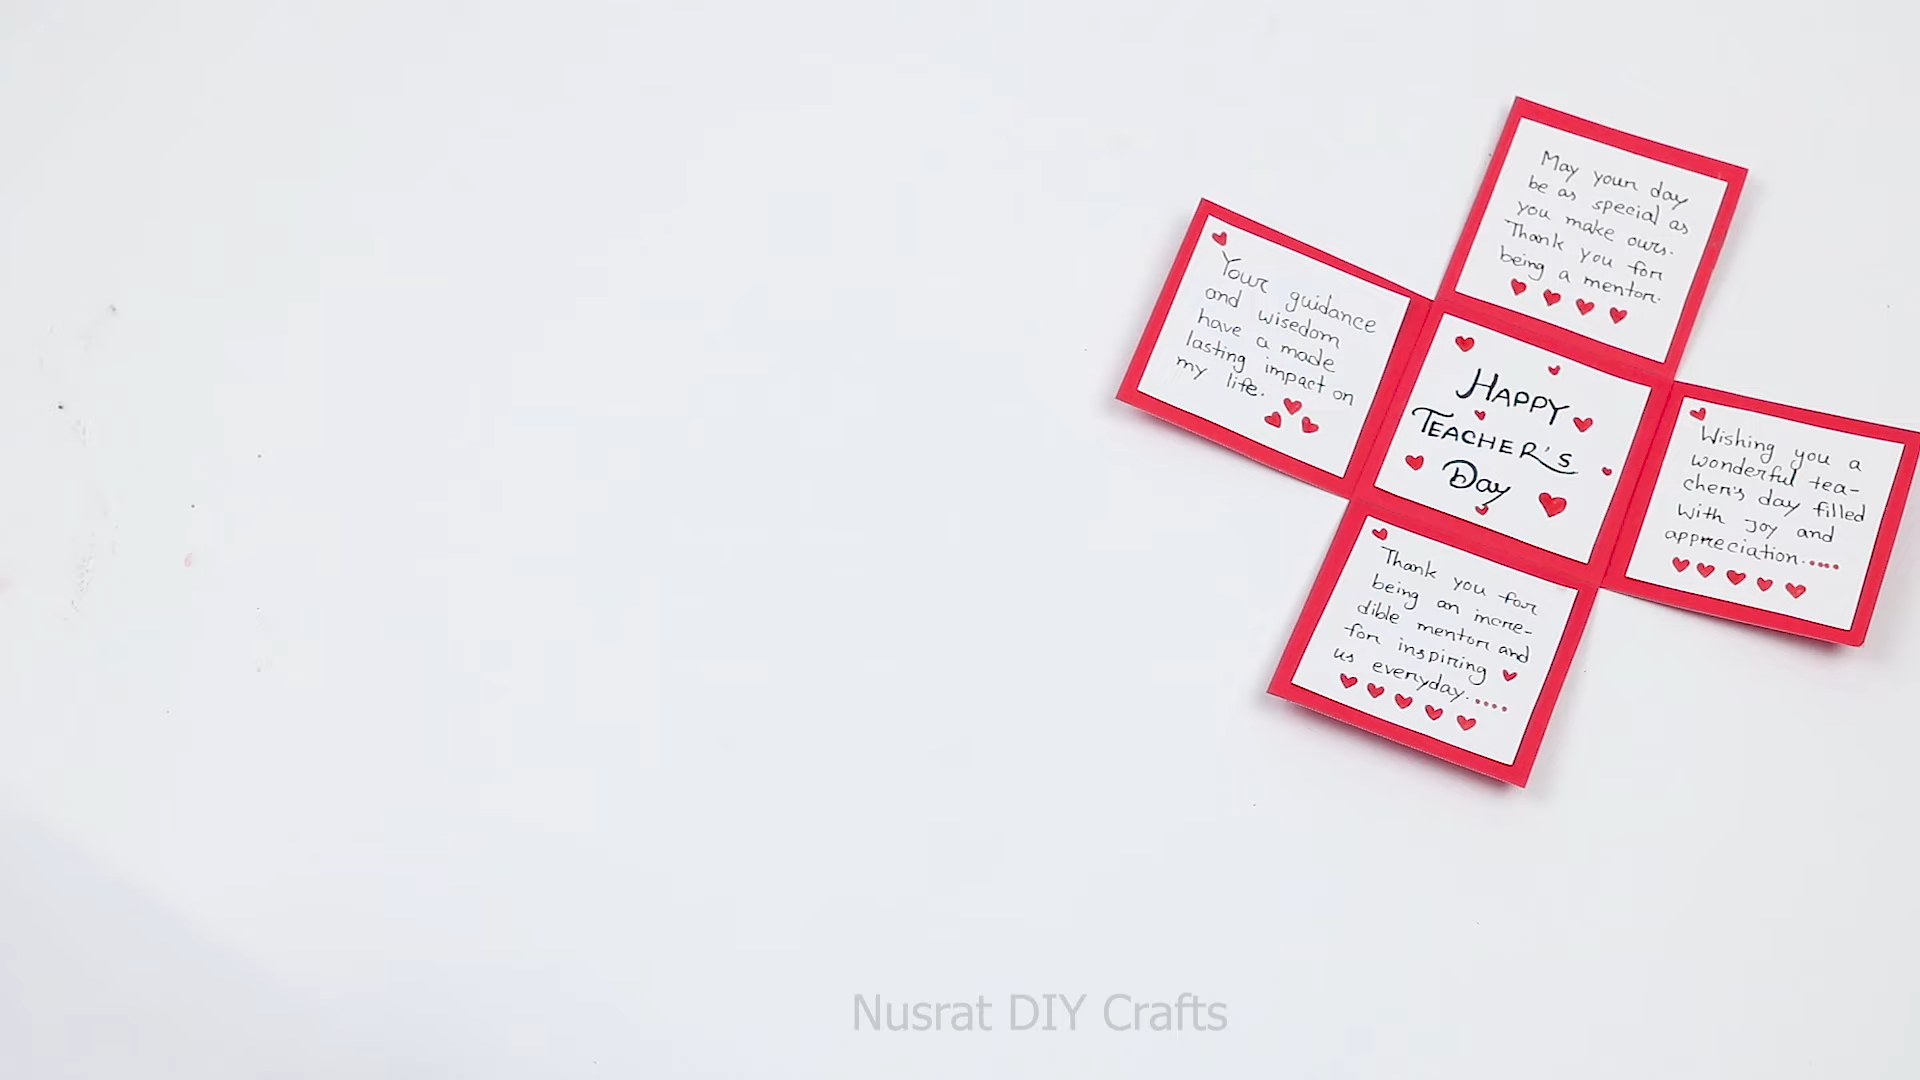 May your day
be as special as
you make ours.
Thank you for
being a mentor.
Your guidance
and wisedom
have a made
lasting impact on
my life.
HAPPY
TEACHER'S
Day
Wishing you a
wonderful tea-
cher's day filled
with joy and
appreciation.....
Thank you for
being an incre-
dible mentor and
for inspiring
us everyday.....
Nusrat DIY Crafts